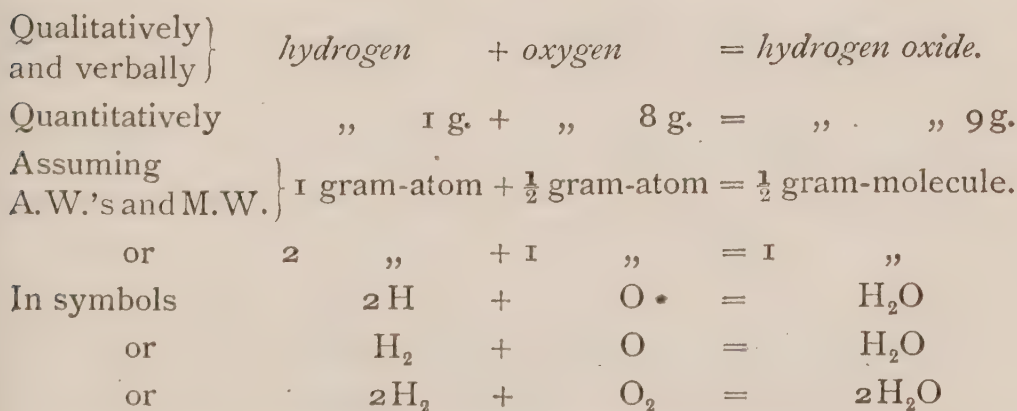 Qualitatively
and verbally } hydrogen + oxygen = hydrogen oxide.
Quantitatively „ 1 g. + „ 8 g. = „ „ 9 g.
Assuming
A.W.'s and M.W. } 1 gram-atom + ½ gram-atom = ½ gram-molecule.
or 2 „ + 1 „ = 1 „
In symbols 2H + O = H₂O
or H₂ + O = H₂O
or 2H₂ + O₂ = 2H₂O